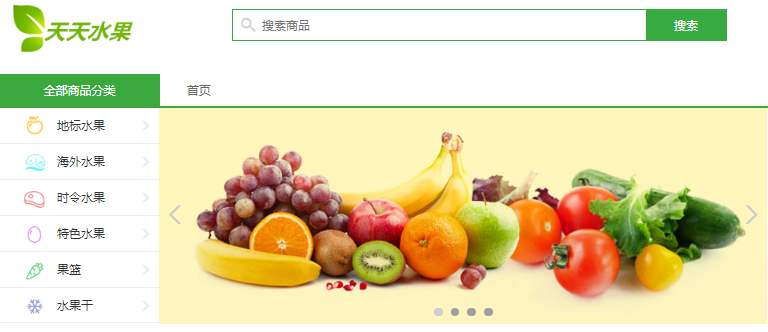 天天水果
搜索商品
搜索
全部商品分类
首页
地标水果
海外水果
时令水果
特色水果
果篮
水果干